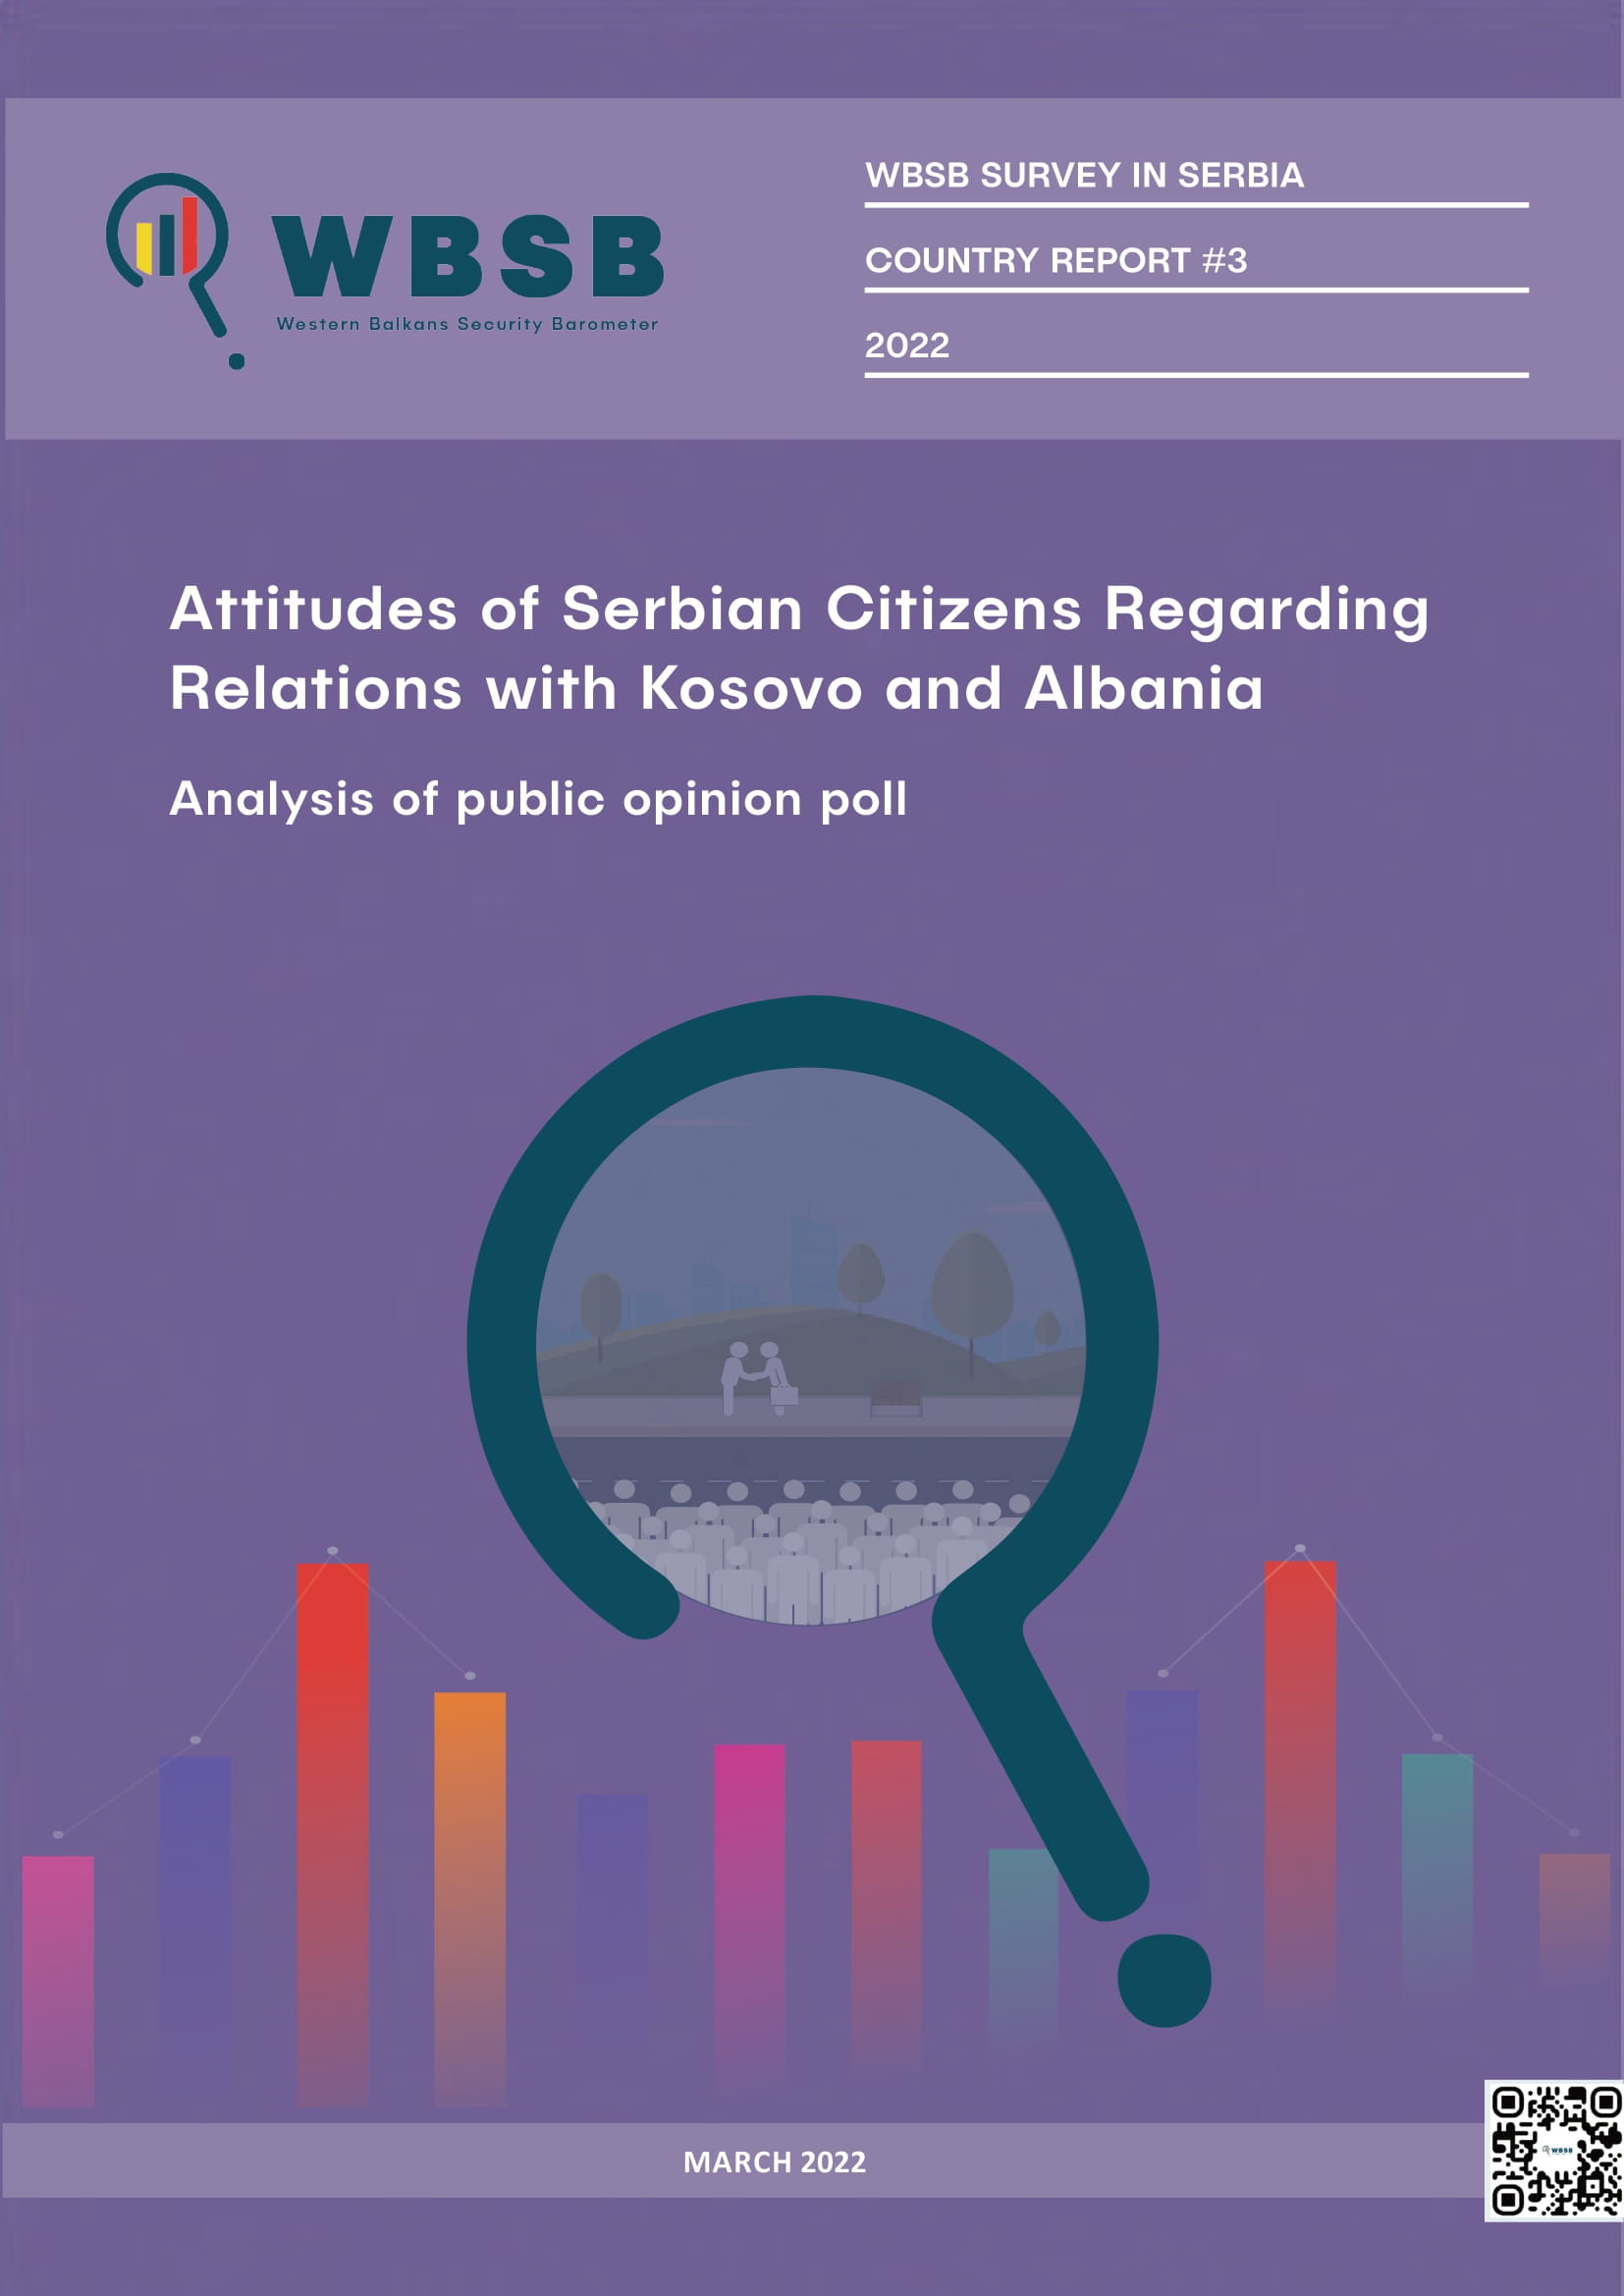 WBSB
Western Balkans Security Barometer
WBSB SURVEY IN SERBIA
COUNTRY REPORT #3
2022
Attitudes of Serbian Citizens Regarding
Relations with Kosovo and Albania
Analysis of public opinion poll
MARCH 2022
WBSB